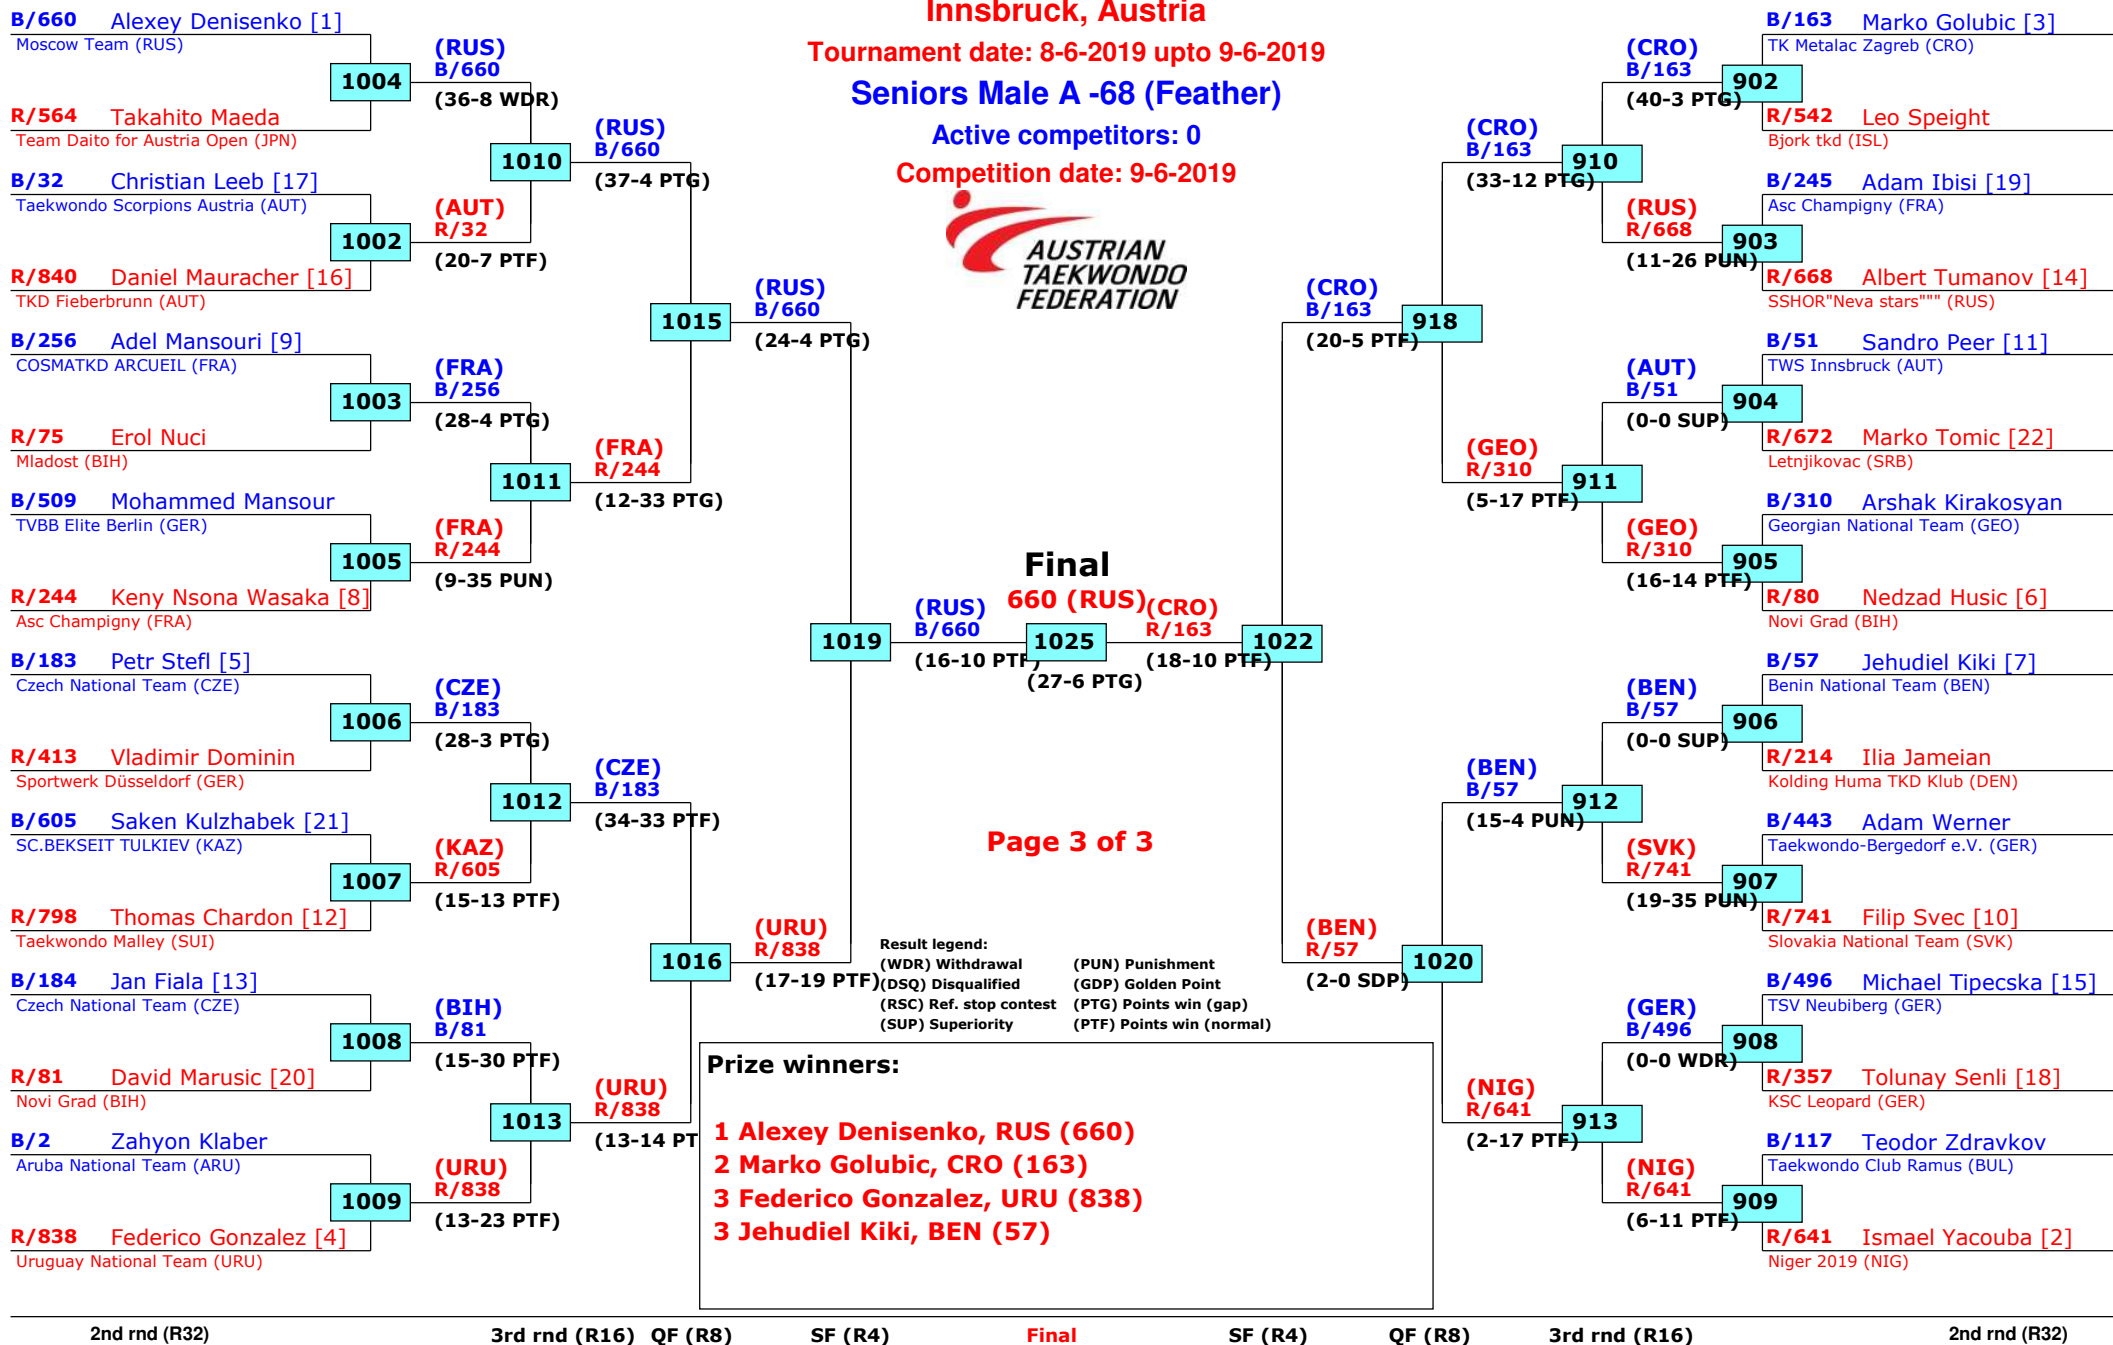 Innsbruck, Austria
Tournament date: 8-6-2019 upto 9-6-2019
Seniors Male A -68 (Feather)
Active competitors: 0
Competition date: 9-6-2019
AUSTRIAN
TAEKWONDO
FEDERATION
B/660 Alexey Denisenko [1]
Moscow Team (RUS)
1004
R/564 Takahito Maeda
Team Daito for Austria Open (JPN)
B/32 Christian Leeb [17]
Taekwondo Scorpions Austria (AUT)
1002
R/840 Daniel Mauracher [16]
TKD Fieberbrunn (AUT)
B/256 Adel Mansouri [9]
COSMATKD ARCUEIL (FRA)
1003
R/75 Erol Nuci
Mladost (BIH)
B/509 Mohammed Mansour
TVBB Elite Berlin (GER)
1005
R/244 Keny Nsona Wasaka [8]
Asc Champigny (FRA)
B/183 Petr Stefl [5]
Czech National Team (CZE)
1006
R/413 Vladimir Dominin
Sportwerk Düsseldorf (GER)
B/605 Saken Kulzhabek [21]
SC.BEKSEIT TULKIEV (KAZ)
1007
R/798 Thomas Chardon [12]
Taekwondo Malley (SUI)
B/184 Jan Fiala [13]
Czech National Team (CZE)
1008
R/81 David Marusic [20]
Novi Grad (BIH)
B/2 Zahyon Klaber
Aruba National Team (ARU)
1009
R/838 Federico Gonzalez [4]
Uruguay National Team (URU)
(RUS)
B/660
(36-8 WDR)
1010
(AUT)
R/32
(20-7 PTF)
(FRA)
B/256
(28-4 PTG)
1011
(FRA)
R/244
(9-35 PUN)
(CZE)
B/183
(28-3 PTG)
1012
(KAZ)
R/605
(15-13 PTF)
(BIH)
B/81
(15-30 PTF)
1013
(URU)
R/838
(13-23 PTF)
(RUS)
B/660
(37-4 PTG)
1015
(FRA)
R/244
(12-33 PTG)
(CZE)
B/183
(34-33 PTF)
1016
(URU)
R/838
(13-14 PT
(RUS)
B/660
(24-4 PTG)
1019
(URU)
R/838
(17-19 PTF)
Final
660 (RUS)
(RUS)
B/660
(16-10 PTF)
1025
(27-6 PTG)
(CRO)
R/163
(18-10 PTF)
1022
Page 3 of 3
(CRO)
B/163
(20-5 PTF)
918
(BEN)
R/57
(2-0 SDP)
1020
(CRO)
B/163
(33-12 PTG)
910
(GEO)
R/310
(5-17 PTF)
911
(BEN)
B/57
(15-4 PUN)
912
(NIG)
R/641
(2-17 PTF)
913
(CRO)
B/163
(40-3 PTG)
902
(RUS)
R/668
(11-26 PUN)
903
(AUT)
B/51
(0-0 SUP)
904
(GEO)
R/310
(16-14 PTF)
905
(BEN)
B/57
(0-0 SUP)
906
(SVK)
R/741
(19-35 PUN)
907
(GER)
B/496
(0-0 WDR)
908
(NIG)
R/641
(6-11 PTF)
909
B/163 Marko Golubic [3]
TK Metalac Zagreb (CRO)
R/542 Leo Speight
Bjork tkd (ISL)
B/245 Adam Ibisi [19]
Asc Champigny (FRA)
R/668 Albert Tumanov [14]
SSHOR"Neva stars""" (RUS)
B/51 Sandro Peer [11]
TWS Innsbruck (AUT)
R/672 Marko Tomic [22]
Letnjikovac (SRB)
B/310 Arshak Kirakosyan
Georgian National Team (GEO)
R/80 Nedzad Husic [6]
Novi Grad (BIH)
B/57 Jehudiel Kiki [7]
Benin National Team (BEN)
R/214 Ilia Jameian
Kolding Huma TKD Klub (DEN)
B/443 Adam Werner
Taekwondo-Bergedorf e.V. (GER)
R/741 Filip Svec [10]
Slovakia National Team (SVK)
B/496 Michael Tipecska [15]
TSV Neubiberg (GER)
R/357 Tolunay Senli [18]
KSC Leopard (GER)
B/117 Teodor Zdravkov
Taekwondo Club Ramus (BUL)
R/641 Ismael Yacouba [2]
Niger 2019 (NIG)
Result legend:
(WDR) Withdrawal (PUN) Punishment
(DSQ) Disqualified (GDP) Golden Point
(RSC) Ref. stop contest (PTG) Points win (gap)
(SUP) Superiority (PTF) Points win (normal)
Prize winners:
1 Alexey Denisenko, RUS (660)
2 Marko Golubic, CRO (163)
3 Federico Gonzalez, URU (838)
3 Jehudiel Kiki, BEN (57)
2nd rnd (R32) 3rd rnd (R16) QF (R8) SF (R4) Final SF (R4) QF (R8) 3rd rnd (R16) 2nd rnd (R32)